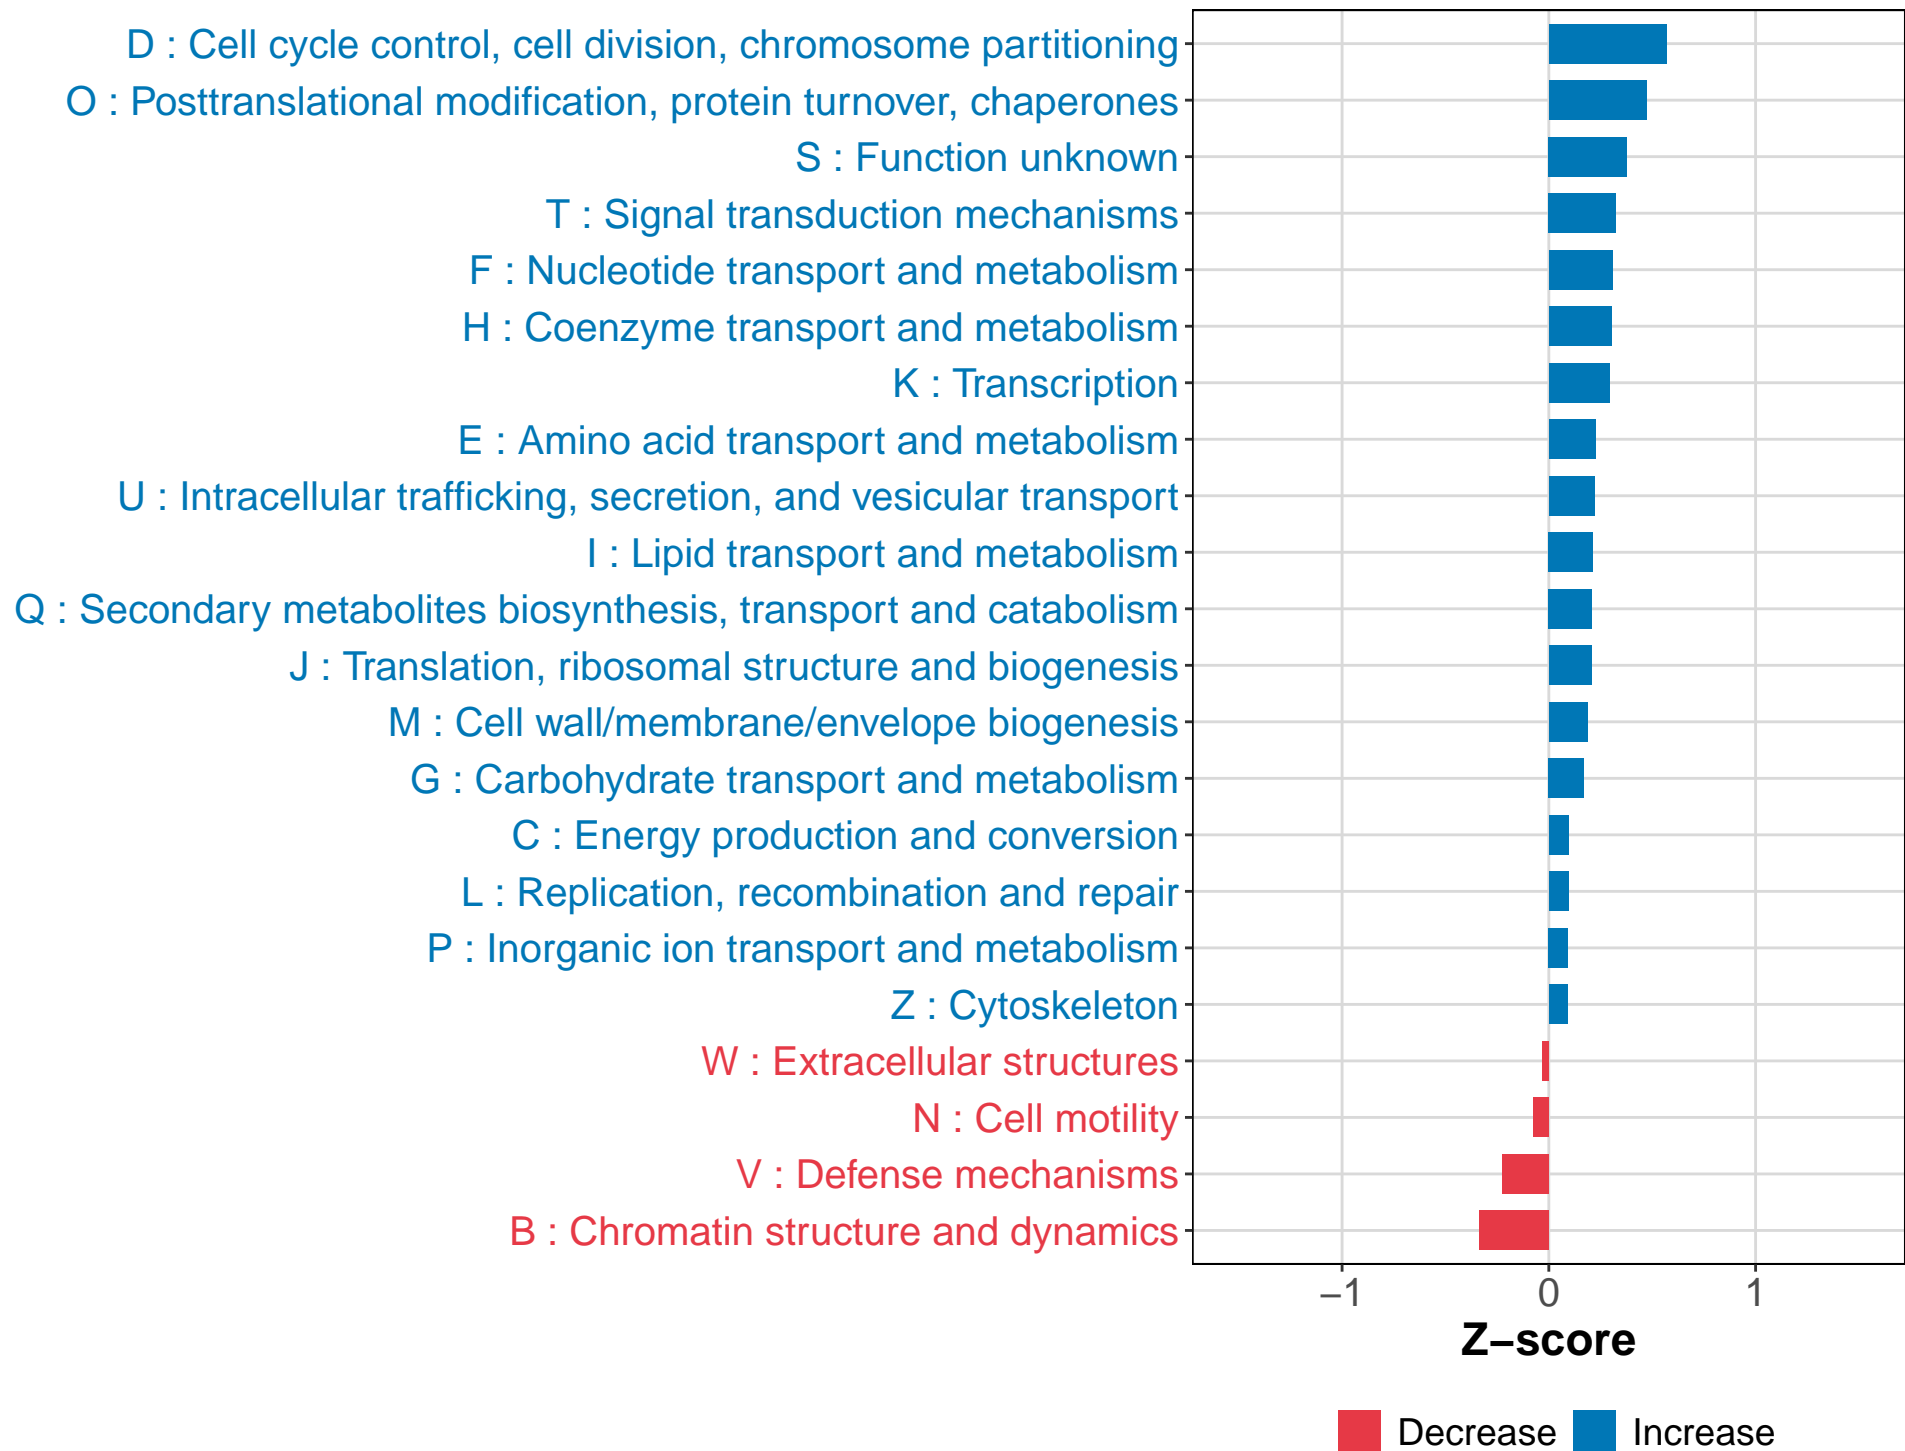 D : Cell cycle control, cell division, chromosome partitioning
O : Posttranslational modification, protein turnover, chaperones
S : Function unknown
T : Signal transduction mechanisms
F : Nucleotide transport and metabolism
H : Coenzyme transport and metabolism
K : Transcription
E : Amino acid transport and metabolism
U : Intracellular trafficking, secretion, and vesicular transport
I : Lipid transport and metabolism
Q : Secondary metabolites biosynthesis, transport and catabolism
J : Translation, ribosomal structure and biogenesis
M : Cell wall/membrane/envelope biogenesis
G : Carbohydrate transport and metabolism
C : Energy production and conversion
L : Replication, recombination and repair
P : Inorganic ion transport and metabolism
Z : Cytoskeleton
W : Extracellular structures
N : Cell motility
V : Defense mechanisms
B : Chromatin structure and dynamics
−1 0 1
Z−score
Decrease Increase